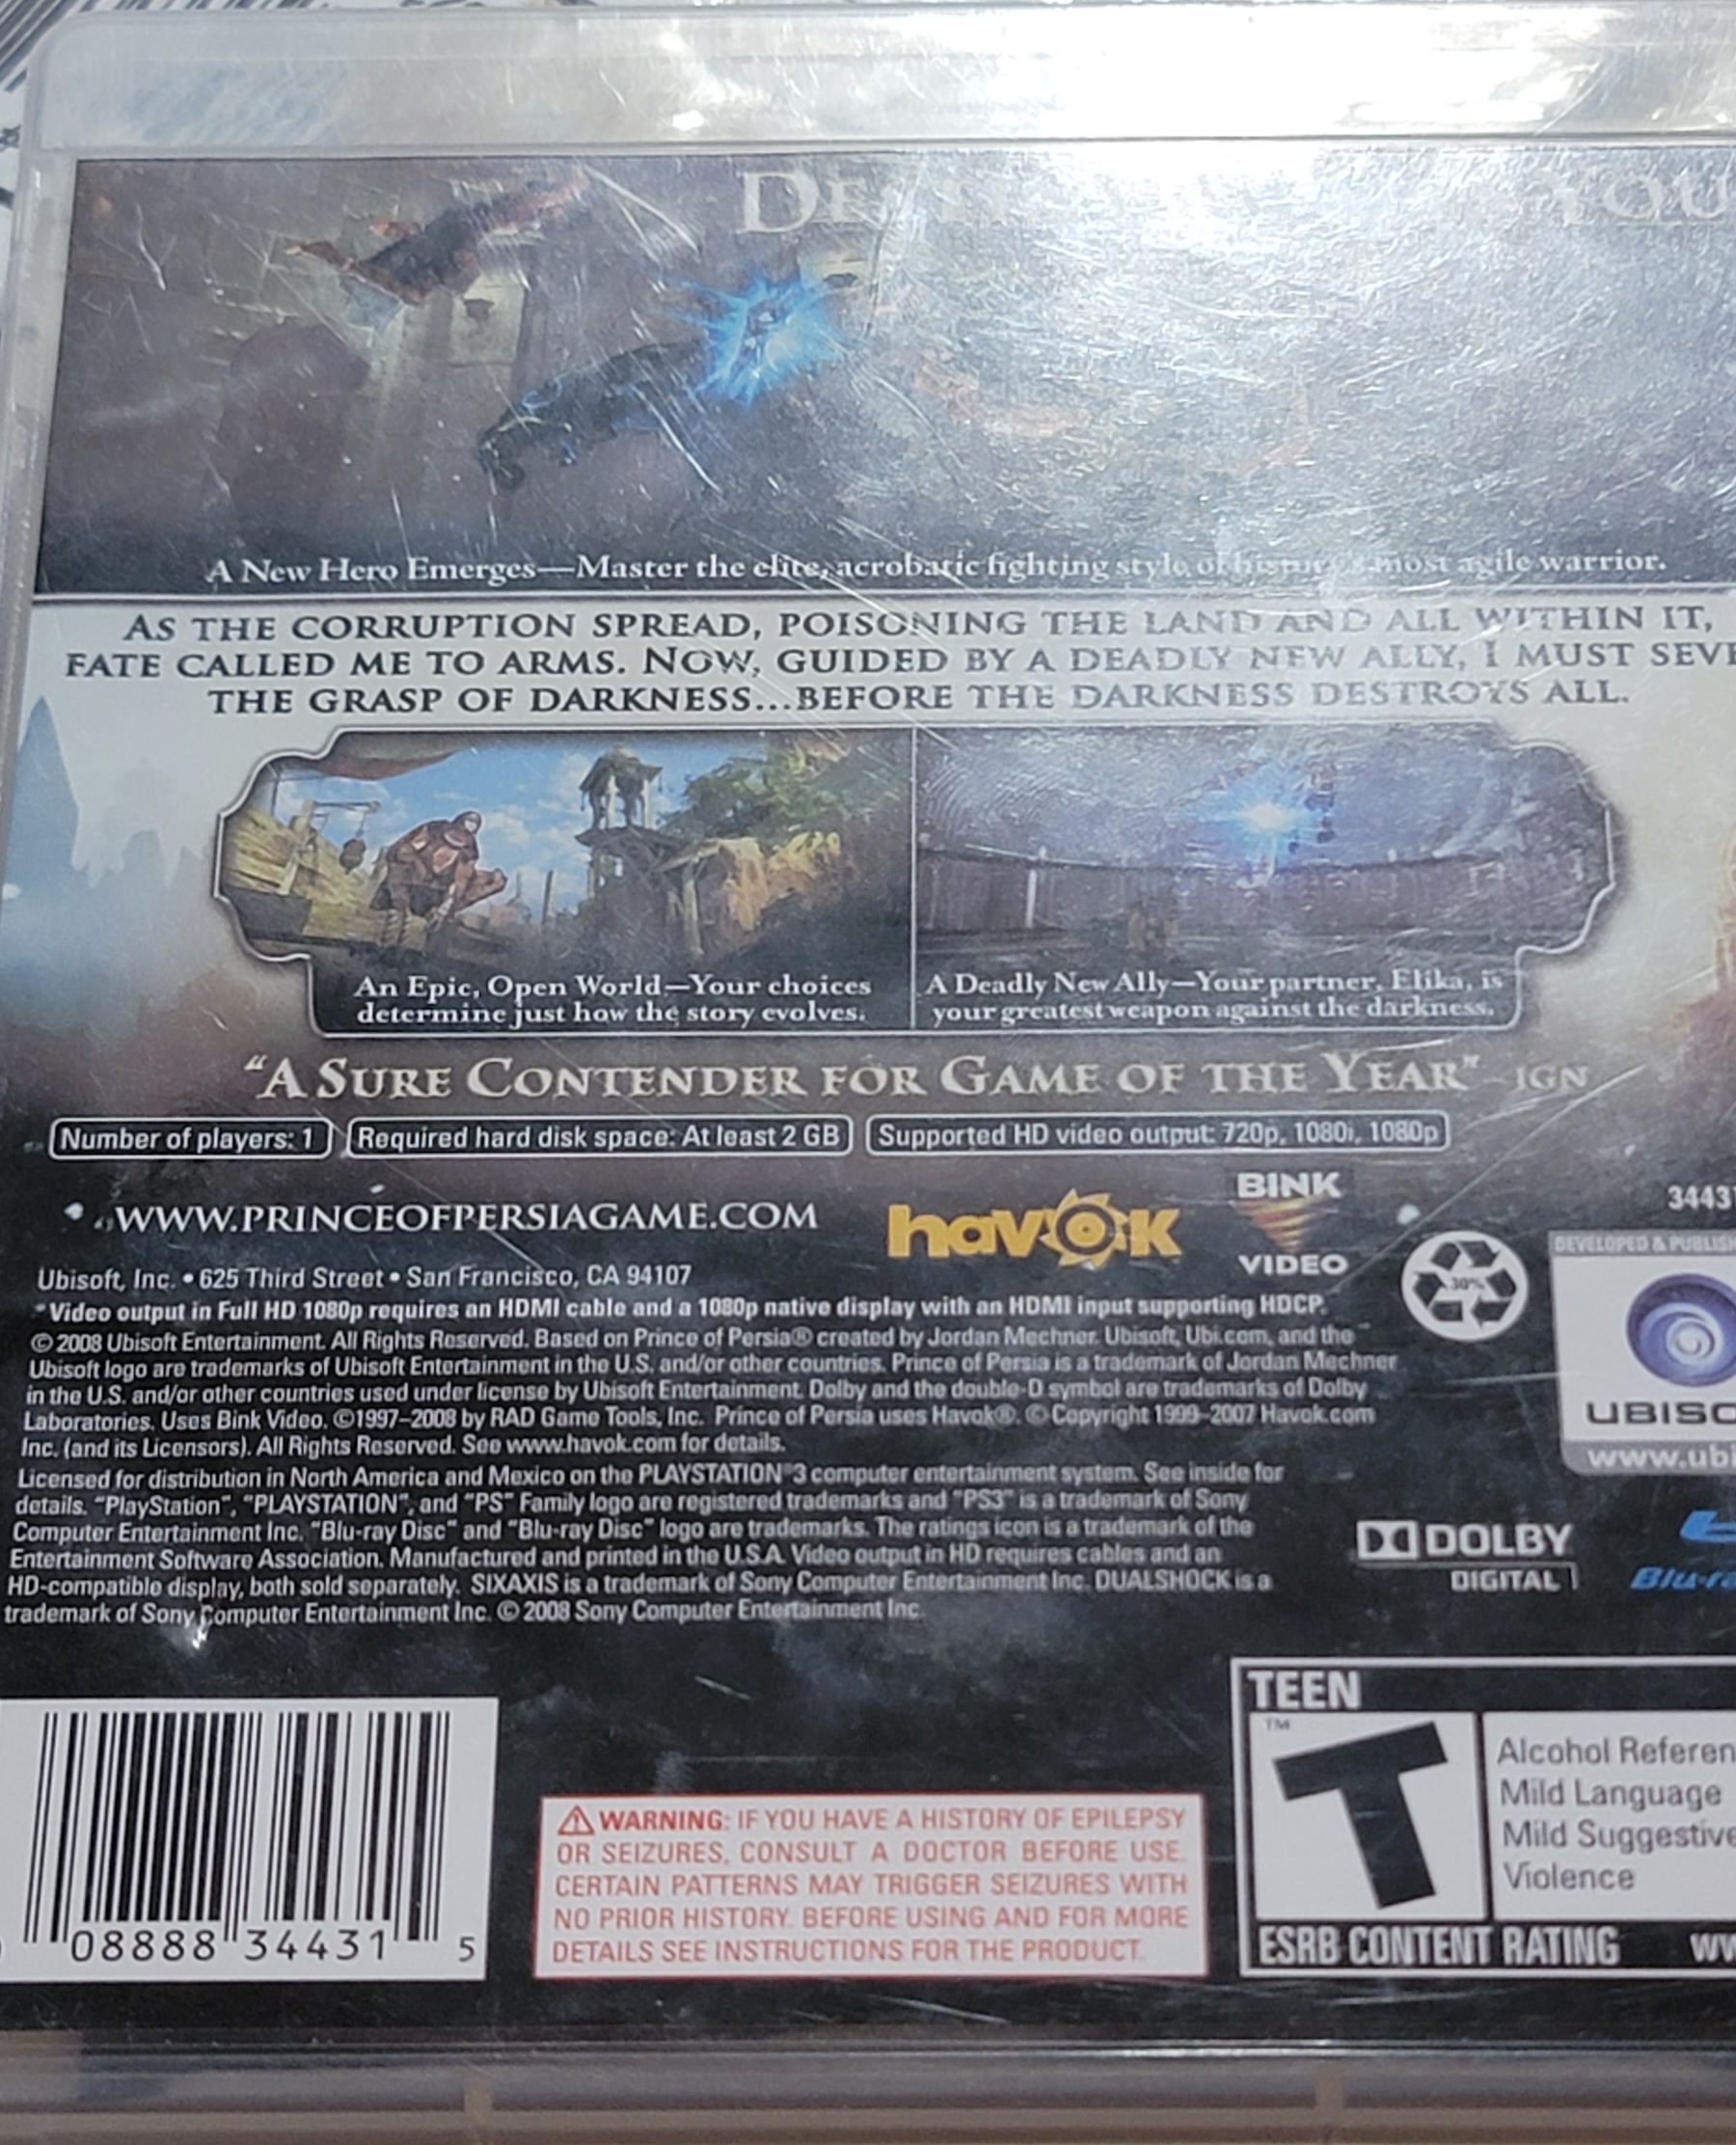 YOU
A New Hero Emerges—Master the elite, acrobatic fighting style of history's most agile warrior.
AS THE CORRUPTION SPREAD, POISONING THE LAND AND ALL WITHIN IT,
FATE CALLED ME TO ARMS. NOW, GUIDED BY A DEADLY NEW ALLY, I MUST SEVE
THE GRASP OF DARKNESS...BEFORE THE DARKNESS DESTROYS ALL.
An Epic, Open World—Your choices
determine just how the story evolves.
A Deadly New Ally—Your partner, Elika, is
your greatest weapon against the darkness.
"A SURE CONTENDER FOR GAME OF THE YEAR" - IGN
Number of players: 1 Required hard disk space: At least 2 GB Supported HD video output: 720p, 1080i, 1080p
WWW.PRINCEOFPERSIAGAME.COM
havok
BINK
VIDEO
3443
30%
DEVELOPED & PUBLISH
UBISO
www.ubi
Ubisoft, Inc. • 625 Third Street • San Francisco, CA 94107
*Video output in Full HD 1080p requires an HDMI cable and a 1080p native display with an HDMI input supporting HDCP.
© 2008 Ubisoft Entertainment. All Rights Reserved. Based on Prince of Persia® created by Jordan Mechner. Ubisoft, Ubi.com, and the
Ubisoft logo are trademarks of Ubisoft Entertainment in the U.S. and/or other countries. Prince of Persia is a trademark of Jordan Mechner
in the U.S. and/or other countries used under license by Ubisoft Entertainment. Dolby and the double-D symbol are trademarks of Dolby
Laboratories. Uses Bink Video. ©1997–2008 by RAD Game Tools, Inc. Prince of Persia uses Havok®. © Copyright 1999-2007 Havok.com
Inc. (and its Licensors). All Rights Reserved. See www.havok.com for details.
Licensed for distribution in North America and Mexico on the PLAYSTATION®3 computer entertainment system. See inside for
details. "PlayStation", "PLAYSTATION", and "PS" Family logo are registered trademarks and "PS3" is a trademark of Sony
Computer Entertainment Inc. "Blu-ray Disc" and "Blu-ray Disc" logo are trademarks. The ratings icon is a trademark of the
Entertainment Software Association. Manufactured and printed in the U.S.A. Video output in HD requires cables and an
HD-compatible display, both sold separately. SIXAXIS is a trademark of Sony Computer Entertainment Inc. DUALSHOCK is a
trademark of Sony Computer Entertainment Inc. © 2008 Sony Computer Entertainment Inc.
DOLBY
DIGITAL
Blu-ra
08888 34431 5
⚠ WARNING: IF YOU HAVE A HISTORY OF EPILEPSY
OR SEIZURES, CONSULT A DOCTOR BEFORE USE.
CERTAIN PATTERNS MAY TRIGGER SEIZURES WITH
NO PRIOR HISTORY. BEFORE USING AND FOR MORE
DETAILS SEE INSTRUCTIONS FOR THE PRODUCT.
TEEN
T
™
Alcohol Referen
Mild Language
Mild Suggestive
Violence
ESRB CONTENT RATING ww